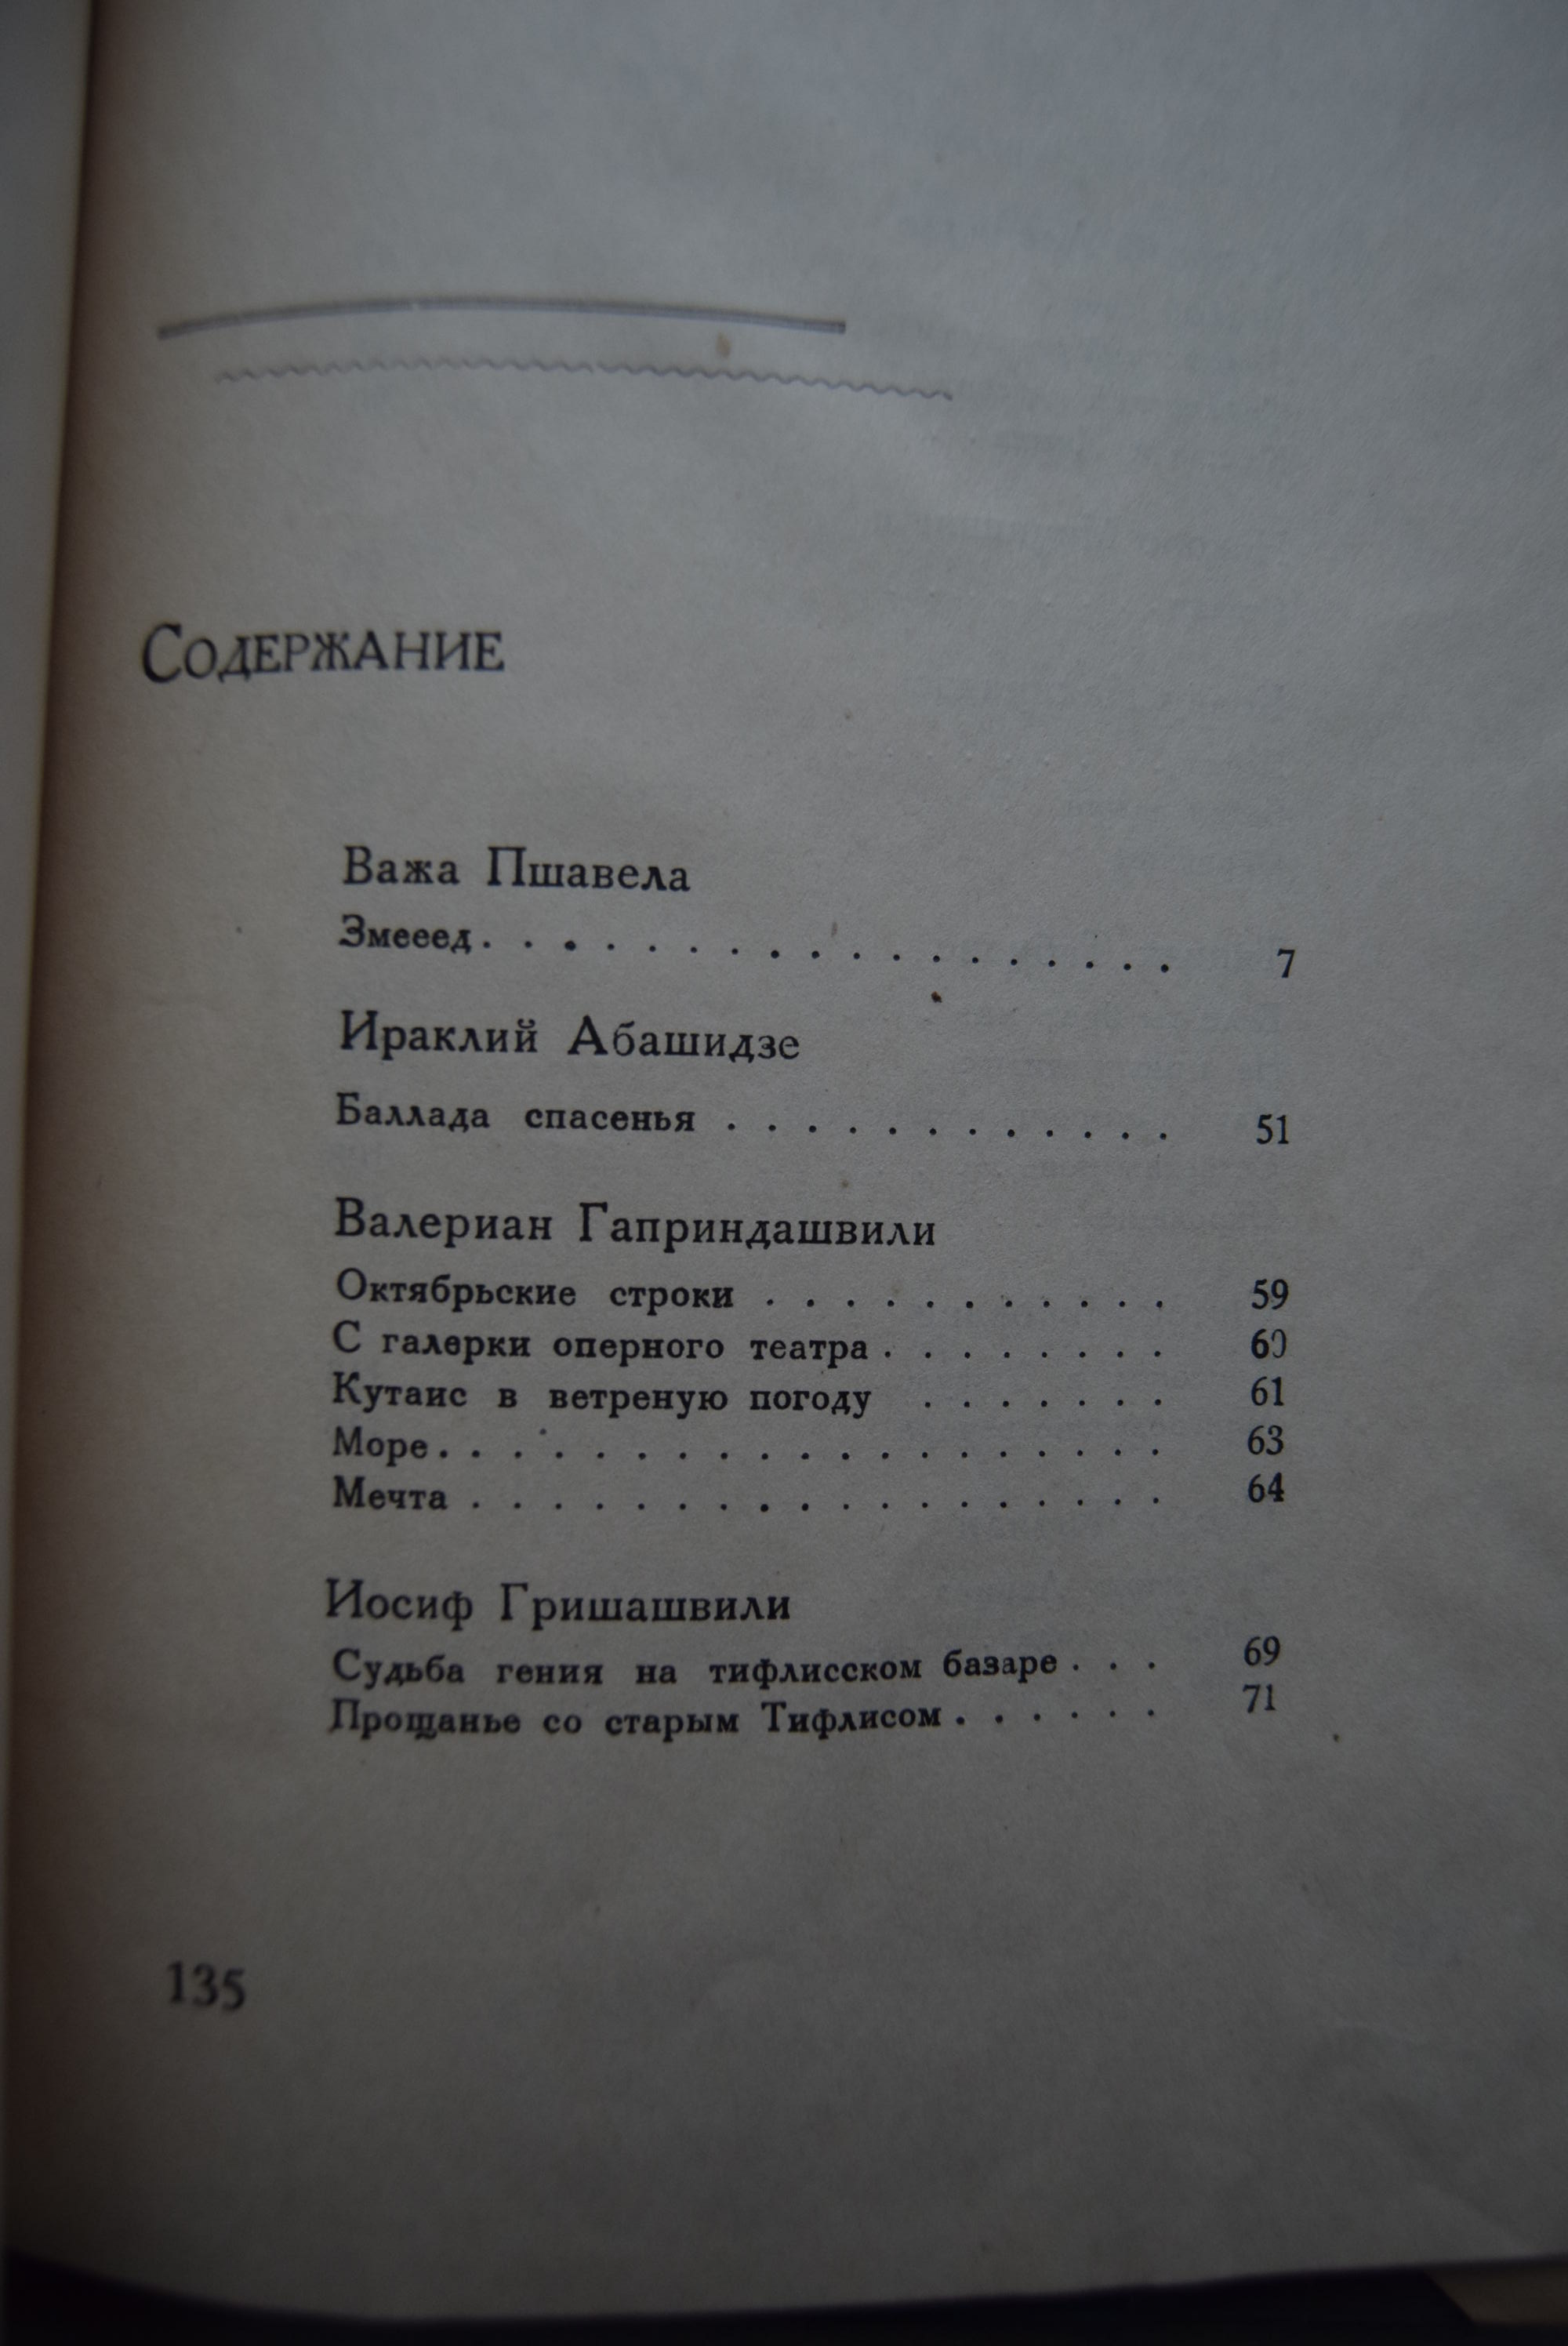 Содержание
Важа Пшавела
Змееед. . . . . . . . . . . . . . . . . . 7
Ираклий Абашидзе
Баллада спасенья . . . . . . . . . . . . 51
Валериан Гаприндашвили
Октябрьские строки . . . . . . . . . . . 59
С галерки оперного театра . . . . . . . . 60
Кутаис в ветреную погоду . . . . . . . 61
Море. . . . . . . . . . . . . . . . . . . 63
Мечта . . . . . . . . . . . . . . . . . . 64
Иосиф Гришашвили
Судьба гения на тифлисском базаре . . . 69
Прощанье со старым Тифлисом . . . . . . 71
135